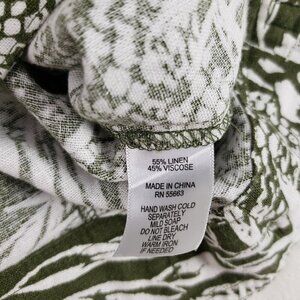 55% LINEN
45% VISCOSE
MADE IN CHINA
RN 55663
HAND WASH COLD
SEPARATELY
MILD SOAP
DO NOT BLEACH
LINE DRY
WARM IRON
IF NEEDED